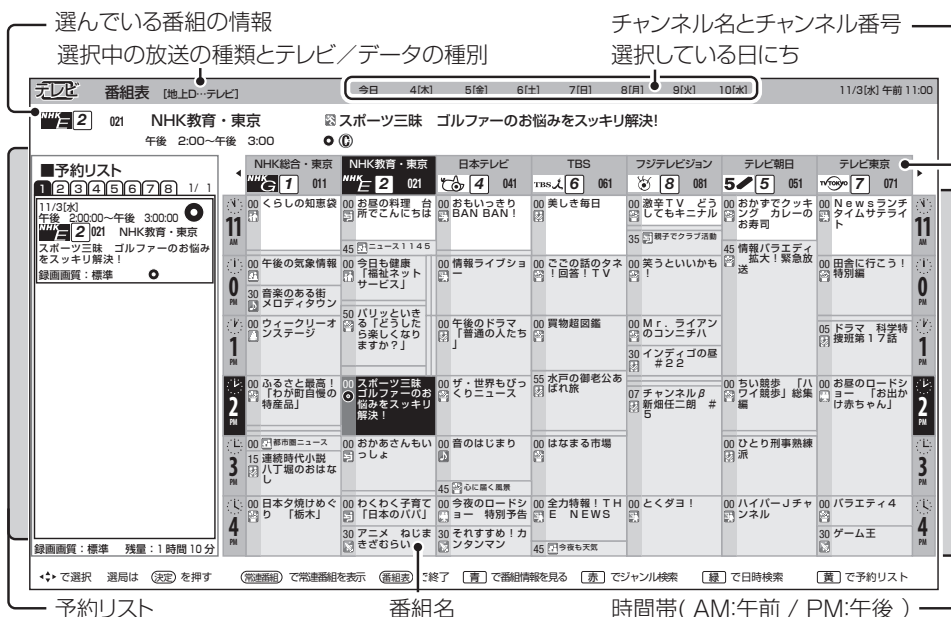 選んでいる番組の情報
選択中の放送の種類とテレビ／データの種別
チャンネル名とチャンネル番号
選択している日にち
テレビ 番組表 [地上D…テレビ] 今日 4[木] 5[金] 6[土] 7[日] 8[月] 9[火] 10[水] 11/3[水] 午前 11:00
NHK E 2 021 NHK教育・東京 スポーツ三昧 ゴルファーのお悩みをスッキリ解決!
午後 2:00~午後 3:00
■予約リスト
1 2 3 4 5 6 7 8 1/ 1
11/3[水]
午後 2:00:00~午後 3:00:00
NHK E 2 021 NHK教育・東京
スポーツ三昧 ゴルファーのお悩み
をスッキリ解決！
録画画質：標準
録画画質：標準 残量：1時間10分
NHK総合・東京 NHK教育・東京 日本テレビ TBS フジテレビジョン テレビ朝日 テレビ東京
NHK G 1 011 NHK E 2 021 4 041 TBS 6 061 8 081 5 051 TV TOKYO 7 071
11 AM
00 くらしの知恵袋
00 お昼の料理 台
所でこんにちは
45 ニュース1145
00 おもいっきり
BAN BAN！
00 美しき毎日
00 激辛TV どう
してもキニナル
35 親子でクラブ活動
00 おかずでクッキ
ング カレーの
お寿司
45 情報バラエティ
拡大！緊急放
送
00 Newsランチ
タイムサテライ
ト
0 PM
00 午後の気象情報
30 音楽のある街
メロディタウン
00 今日も健康
「福祉ネット
サービス」
50 バリッといき
る「どうした
ら楽しくなり
ますか？」
00 情報ライブショ
ー
00 ごごの話のタネ
！回答！TV
00 笑うといいかも
！
00 田舎に行こう！
特別編
1 PM
00 ウィークリーオ
ンステージ
00 午後のドラマ
「普通の人たち
」
00 買物超図鑑
55 水戸の御老公あ
ばれ旅
00 Mr．ライアン
のコンニチハ
30 インディゴの昼
＃22
05 ドラマ 科学特
捜班第17話
2 PM
00 ふるさと最高！
「わが町自慢の
特産品」
00 スポーツ三昧
ゴルファーのお
悩みをスッキリ
解決！
00 ザ・世界もびっ
くりニュース
07 チャンネルβ
新畑任二朗 ＃
5
00 ちい競歩 「ハ
ワイ競歩」総集
編
00 お昼のロードシ
ョー 「お出か
け赤ちゃん」
3 PM
00 都市圏ニュース
15 連続時代小説
八丁堀のおはな
し
00 おかあさんもい
っしょ
00 音のはじまり
45 心に届く風景
00 はなまる市場
00 ひとり刑事熟練
派
4 PM
00 日本夕焼けめぐ
り 「栃木」
00 わくわく子育て
「日本のパパ」
30 アニメ ねじま
きざむらい
00 今夜のロードシ
ョー 特別予告
30 それすすめ！カ
ンタンマン
00 全力特報！TH
E NEWS
45 今夜も天気
00 とくダヨ！
00 ハイパーJチャ
ンネル
00 バラエティ4
30 ゲーム王
で選択 選局は 決定 を押す 常連番組 で常連番組を表示 番組表 で終了 青 で番組情報を見る 赤 でジャンル検索 緑 で日時検索 黄 で予約リスト
予約リスト
番組名
時間帯( AM:午前 / PM:午後 )